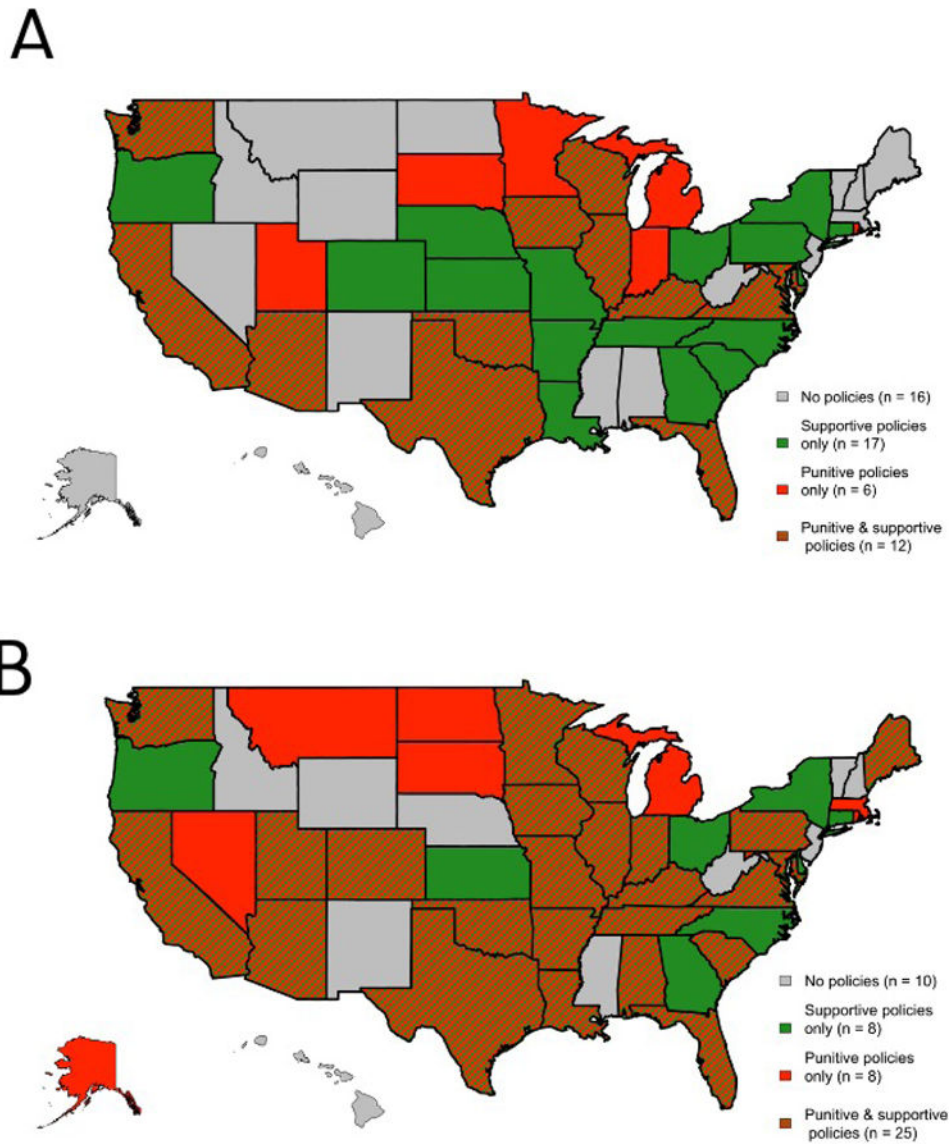 A
No policies (n = 16)
Supportive policies
only (n = 17)
Punitive policies
only (n = 6)
Punitive & supportive
policies (n = 12)
B
No policies (n = 10)
Supportive policies
only (n = 8)
Punitive policies
only (n = 8)
Punitive & supportive
policies (n = 25)